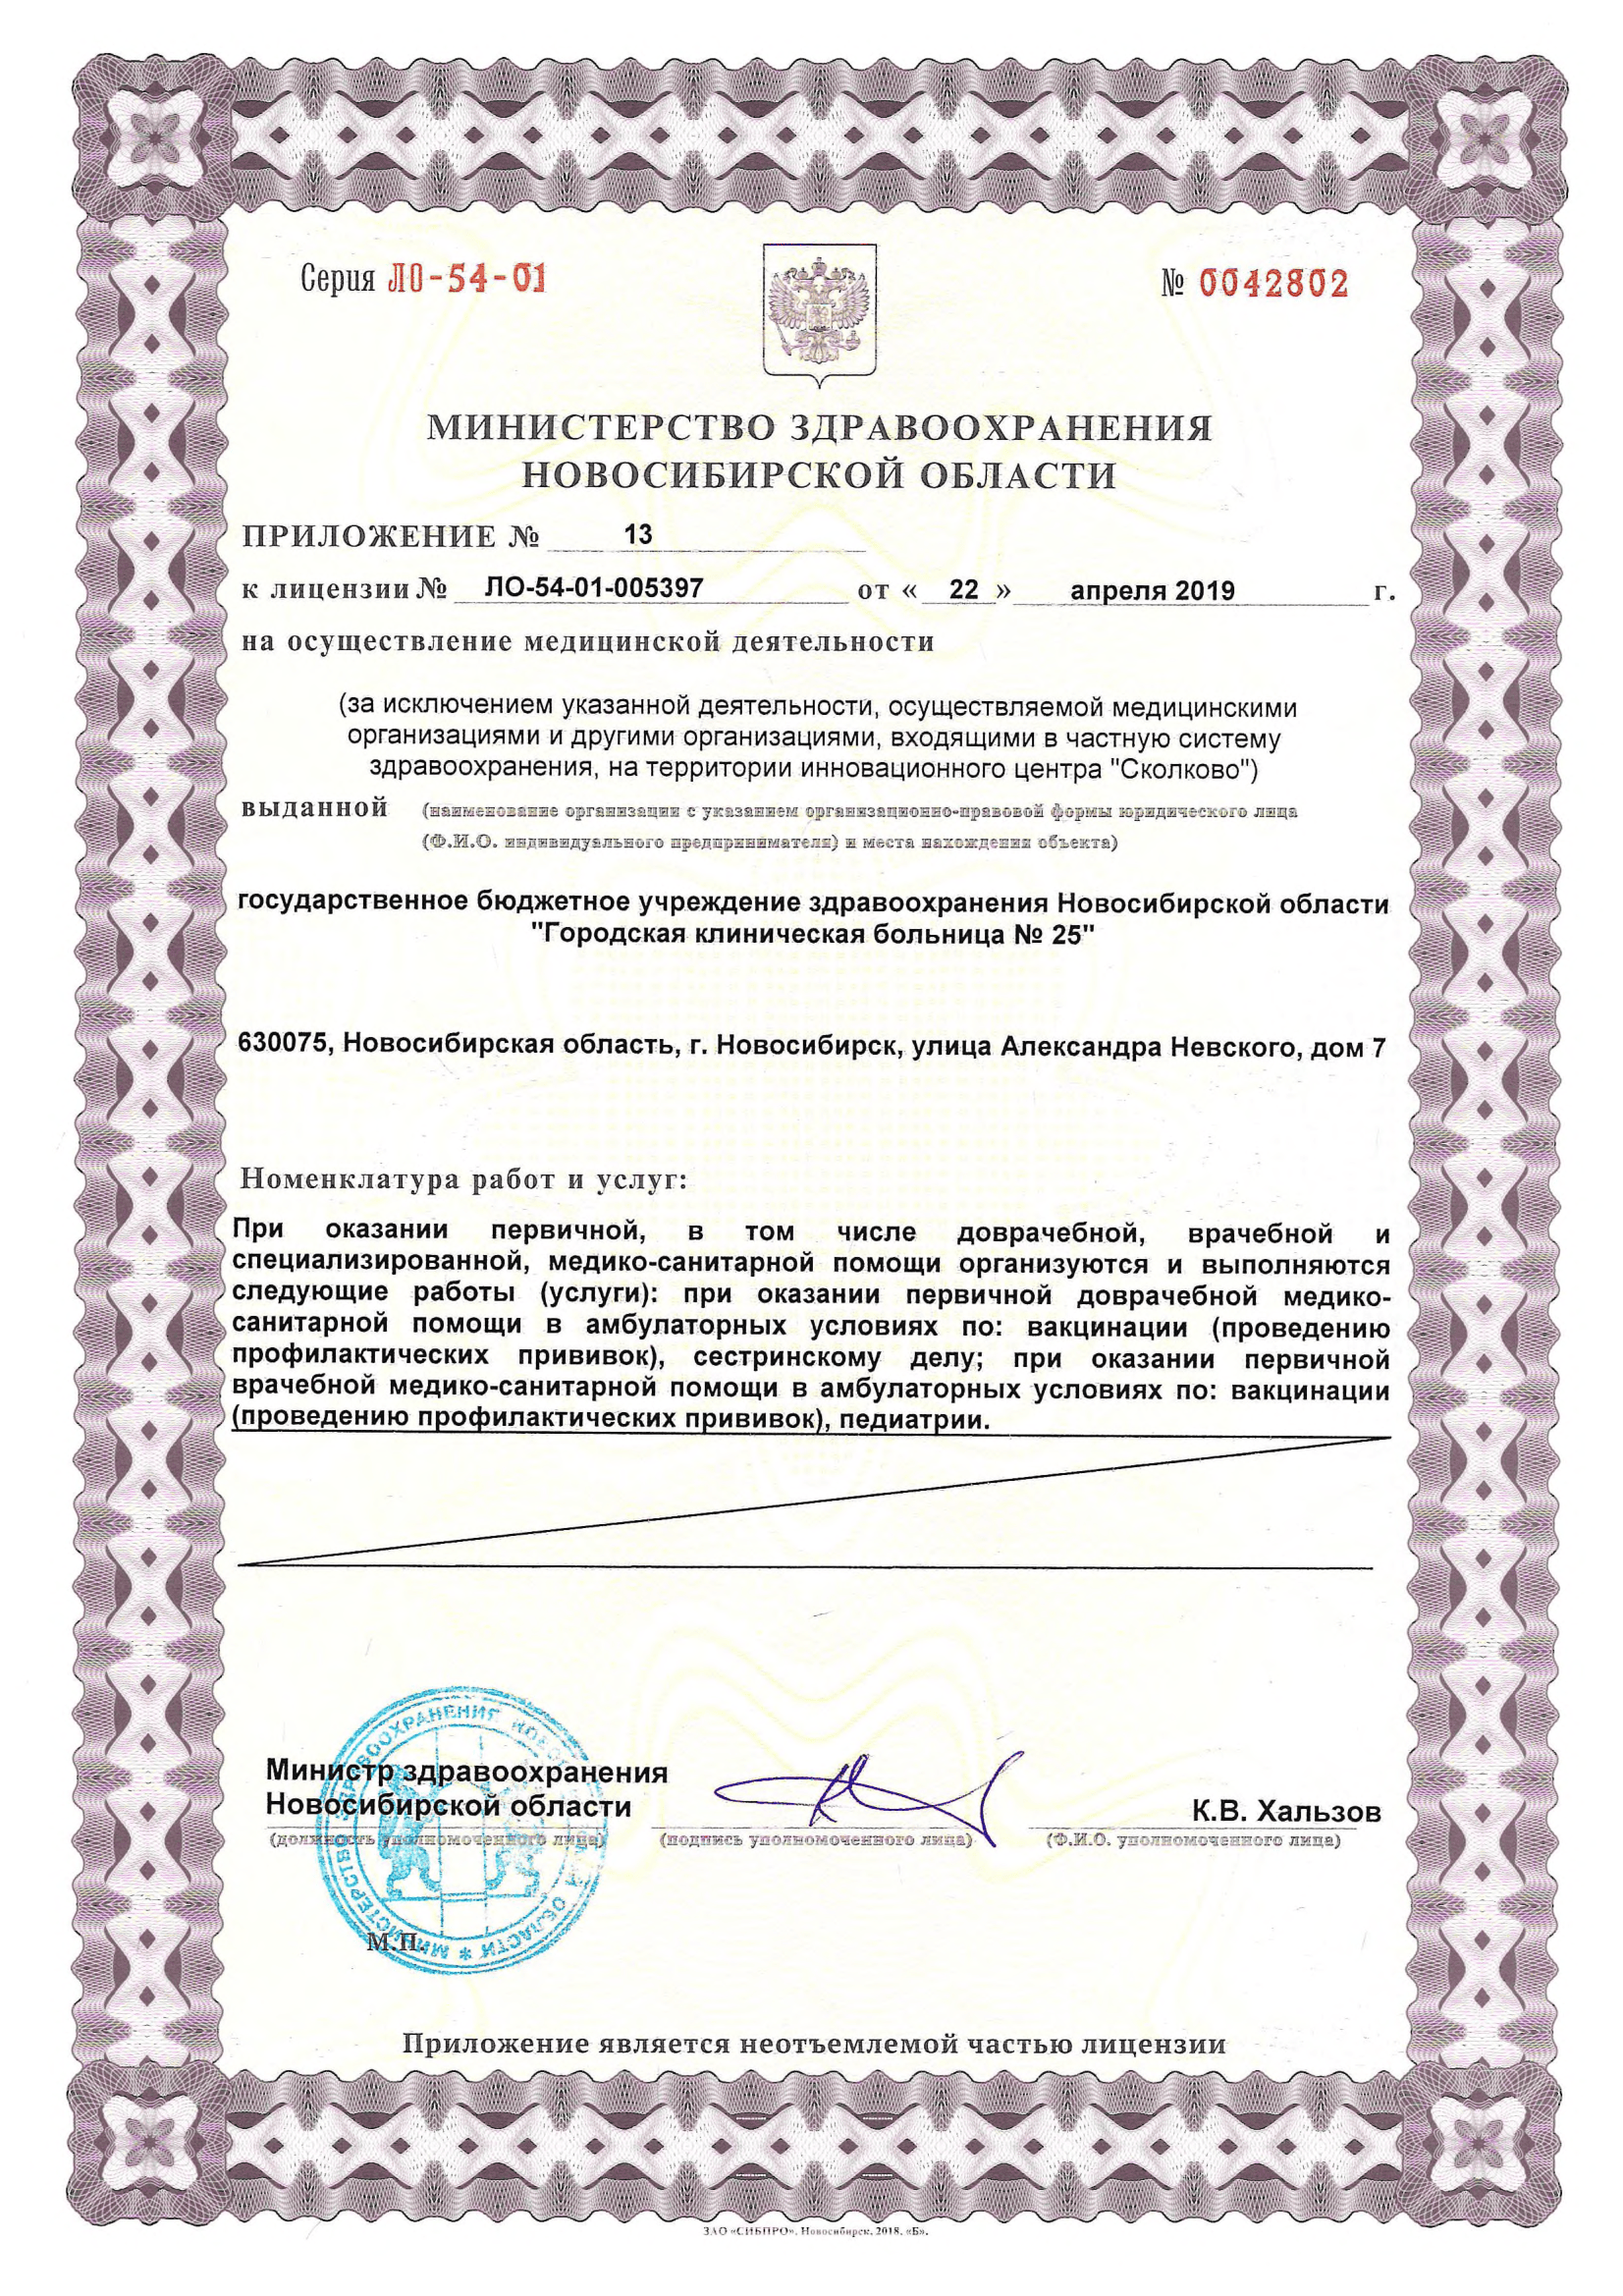 Серия ЛО-54-01
№ 0042802
МИНИСТЕРСТВО ЗДРАВООХРАНЕНИЯ
НОВОСИБИРСКОЙ ОБЛАСТИ
ПРИЛОЖЕНИЕ № 13
к лицензии № ЛО-54-01-005397 от « 22 » апреля 2019 г.
на осуществление медицинской деятельности
(за исключением указанной деятельности, осуществляемой медицинскими
организациями и другими организациями, входящими в частную систему
здравоохранения, на территории инновационного центра "Сколково")
выданной (наименование организации с указанием организационно-правовой формы юридического лица
(Ф.И.О. индивидуального предпринимателя) и места нахождения объекта)
государственное бюджетное учреждение здравоохранения Новосибирской области
"Городская клиническая больница № 25"
630075, Новосибирская область, г. Новосибирск, улица Александра Невского, дом 7
Номенклатура работ и услуг:
При оказании первичной, в том числе доврачебной, врачебной и
специализированной, медико-санитарной помощи организуются и выполняются
следующие работы (услуги): при оказании первичной доврачебной медико-
санитарной помощи в амбулаторных условиях по: вакцинации (проведению
профилактических прививок), сестринскому делу; при оказании первичной
врачебной медико-санитарной помощи в амбулаторных условиях по: вакцинации
(проведению профилактических прививок), педиатрии.
Министр здравоохранения
Новосибирской области
К.В. Хальзов
(должность уполномоченного лица)
(подпись уполномоченного лица)
(Ф.И.О. уполномоченного лица)
МИНИСТЕРСТВО ЗДРАВООХРАНЕНИЯ ОБЛАСТИ
М.П.
Приложение является неотъемлемой частью лицензии
ЗАО «СИБПРО», Новосибирск, 2018, «Б».